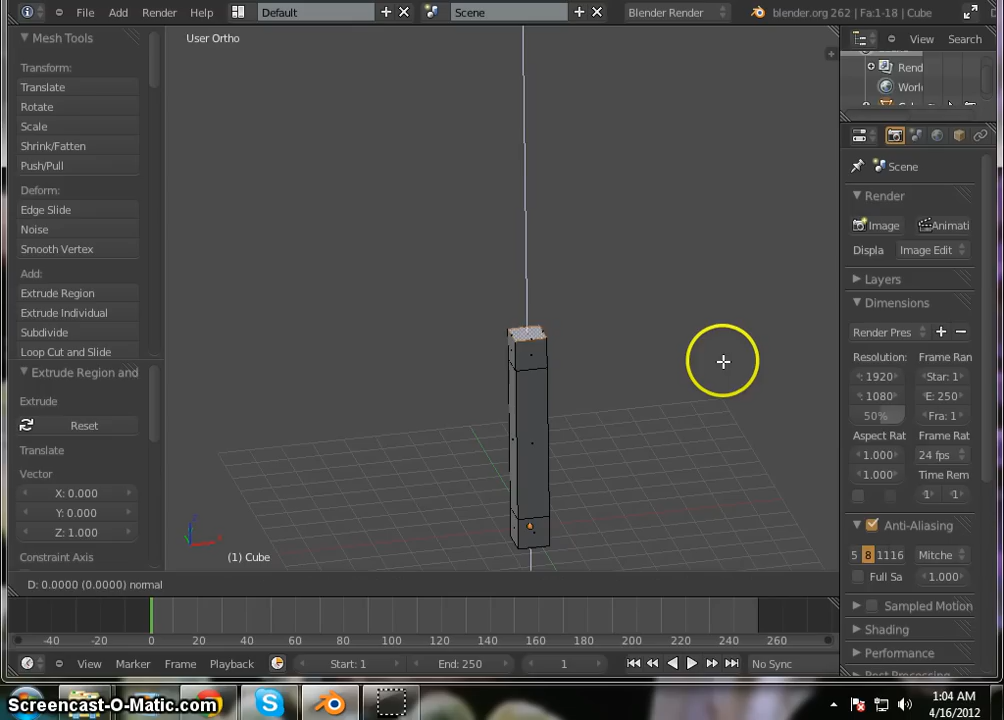 File Add Render Help Default Scene Blender Render blender.org 262 | Fa:1-18 | Cube
Mesh Tools
Transform:
Translate
Rotate
Scale
Shrink/Fatten
Push/Pull
Deform:
Edge Slide
Noise
Smooth Vertex
Add:
Extrude Region
Extrude Individual
Subdivide
Loop Cut and Slide
Extrude Region and
Extrude
Reset
Translate
Vector
X: 0.000
Y: 0.000
Z: 1.000
Constraint Axis
User Ortho
(1) Cube
D: 0.0000 (0.0000) normal
View Search
Rend
Worl
Scene
Render
Image Animati
Displa Image Edit
Layers
Dimensions
Render Pres
Resolution: Frame Ran
1920 Star: 1
1080 E: 250
50% Fra: 1
Aspect Rat Frame Rat
1.000 24 fps
1.000 Time Rem
1 1
Anti-Aliasing
5 8 1116 Mitche
Full Sa 1.000
Sampled Motion
Shading
Performance
-40 -20 0 20 40 60 80 100 120 140 160 180 200 220 240 260
View Marker Frame Playback Start: 1 End: 250 1 No Sync
Screencast-O-Matic.com
1:04 AM
4/16/2012